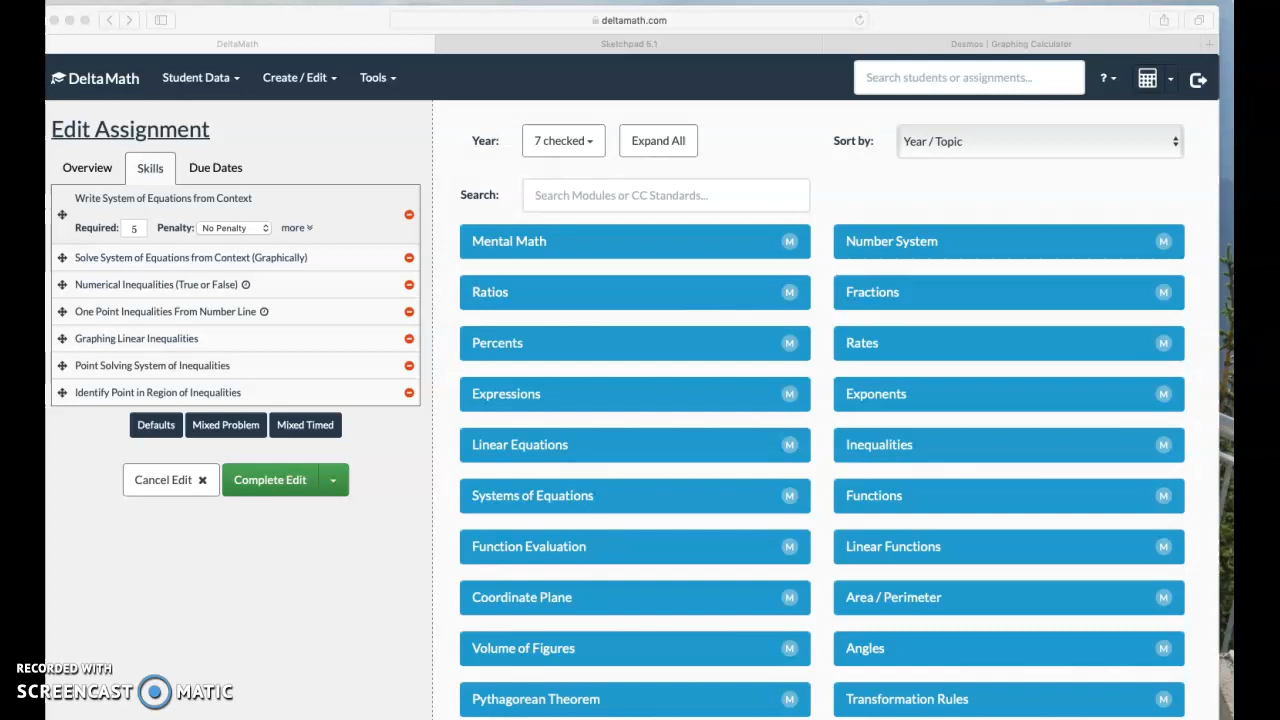 deltamath.com
DeltaMath
Sketchpad 5.1
Desmos | Graphing Calculator
DeltaMath
Student Data
Create / Edit
Tools
Search students or assignments...
?
Edit Assignment
Overview
Skills
Due Dates
Write System of Equations from Context
Required: 5 Penalty: No Penalty more
Solve System of Equations from Context (Graphically)
Numerical Inequalities (True or False)
One Point Inequalities From Number Line
Graphing Linear Inequalities
Point Solving System of Inequalities
Identify Point in Region of Inequalities
Defaults
Mixed Problem
Mixed Timed
Cancel Edit
Complete Edit
Year: 7 checked Expand All
Sort by: Year / Topic
Search: Search Modules or CC Standards...
Mental Math M
Number System M
Ratios M
Fractions M
Percents M
Rates M
Expressions M
Exponents M
Linear Equations M
Inequalities M
Systems of Equations M
Functions M
Function Evaluation M
Linear Functions M
Coordinate Plane M
Area / Perimeter M
Volume of Figures M
Angles M
Pythagorean Theorem M
Transformation Rules M
RECORDED WITH
SCREENCAST MATIC